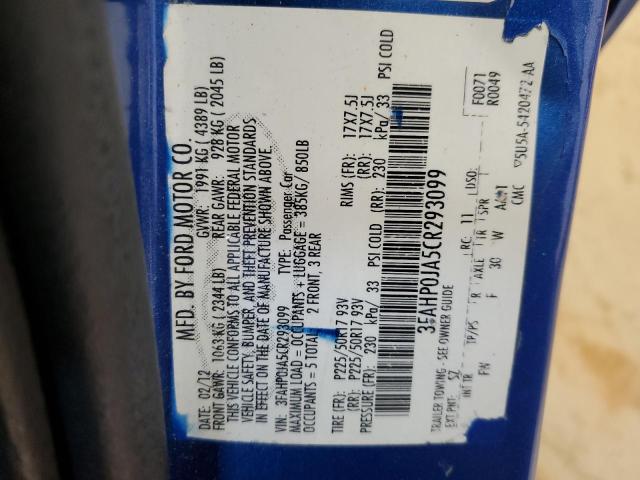 MED. BY FORD MOTOR CO.
DATE: 02/12 GVWR: 1991 KG ( 4389 LB)
FRONT GAWR: 1063 KG ( 2344 LB) REAR GAWR: 928 KG ( 2045 LB)
THIS VEHICLE CONFORMS TO ALL APPLICABLE FEDERAL MOTOR
VEHICLE SAFETY, BUMPER, AND THEFT PREVENTION STANDARDS
IN EFFECT ON THE DATE OF MANUFACTURE SHOWN ABOVE.
VIN: 3FAHP0JA5CR293099 TYPE: Passenger Car
MAXIMUM LOAD = OCCUPANTS + LUGGAGE = 385KG/ 850LB
OCCUPANTS = 5 TOTAL 2 FRONT, 3 REAR
TIRE (FR): P225/50R17 93V RIMS (FR): 17X7.5J
(RR): P225/50R17 93V (RR): 17X7.5J
PRESSURE (FR): 230 kPa/ 33 PSI COLD (RR): 230 kPa/ 33 PSI COLD
3FAHP0JA5CR293099
TRAILER TOWING - SEE OWNER GUIDE F0071
EXT PNT: SZ RC: 11 DSO: R0049
INT TR TP/PS R AXLE TR SPR
FW R F 30 W
CMC
5U5A-5420472 AA